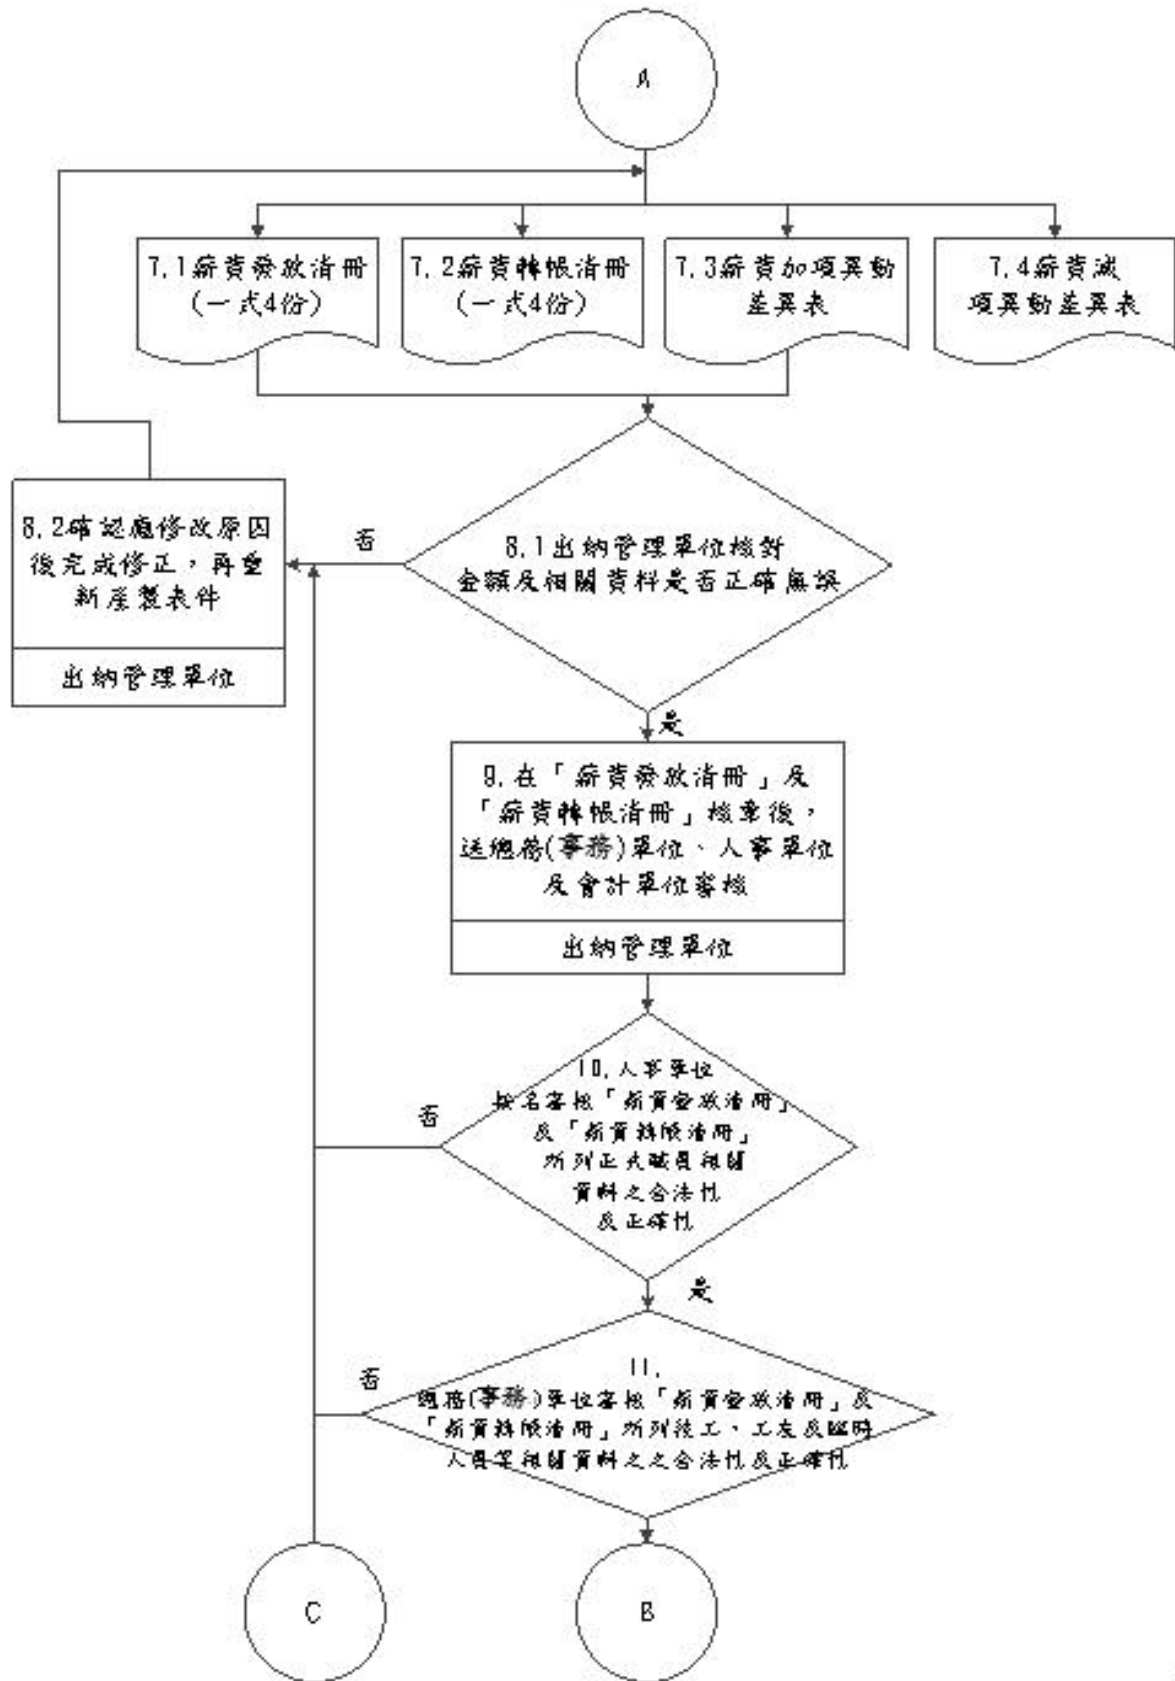 A
7.1薪資發放清冊
(一式4份)
7.2薪資轉帳清冊
(一式4份)
7.3薪資加項異動
差異表
7.4薪資減
項異動差異表
8.2確認應修改原因
後完成修正，再重
新產製表件
出納管理單位
否
8.1出納管理單位核對
金額及相關資料是否正確無誤
是
9.在「薪資發放清冊」及
「薪資轉帳清冊」核章後，
送總務(事務)單位、人事單位
及會計單位審核
出納管理單位
否
10.人事單位
按名審核「薪資發放清冊」
及「薪資轉帳清冊」
所列正式職員相關
資料之合法性
及正確性
是
否
11.
總務(事務)單位審核「薪資發放清冊」及
「薪資轉帳清冊」所列技工、工友及臨時
人員等相關資料之之合法性及正確性
C
B